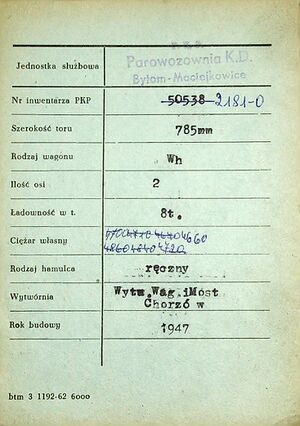 P.K.P.
Jednostka służbowa Parowozownia K.D.
Bytom-Maciejkowice
Nr inwentarza PKP 50538 2181-0
Szerokość toru 785mm
Rodzaj wagonu Wh
Ilość osi 2
Ładowność w t. 8t.
Ciężar własny 4660
4720
Rodzaj hamulca ręczny
Wytwórnia Wytw.Wag.iMost
Chorzów
Rok budowy 1947
btm 3 1192-62 6000